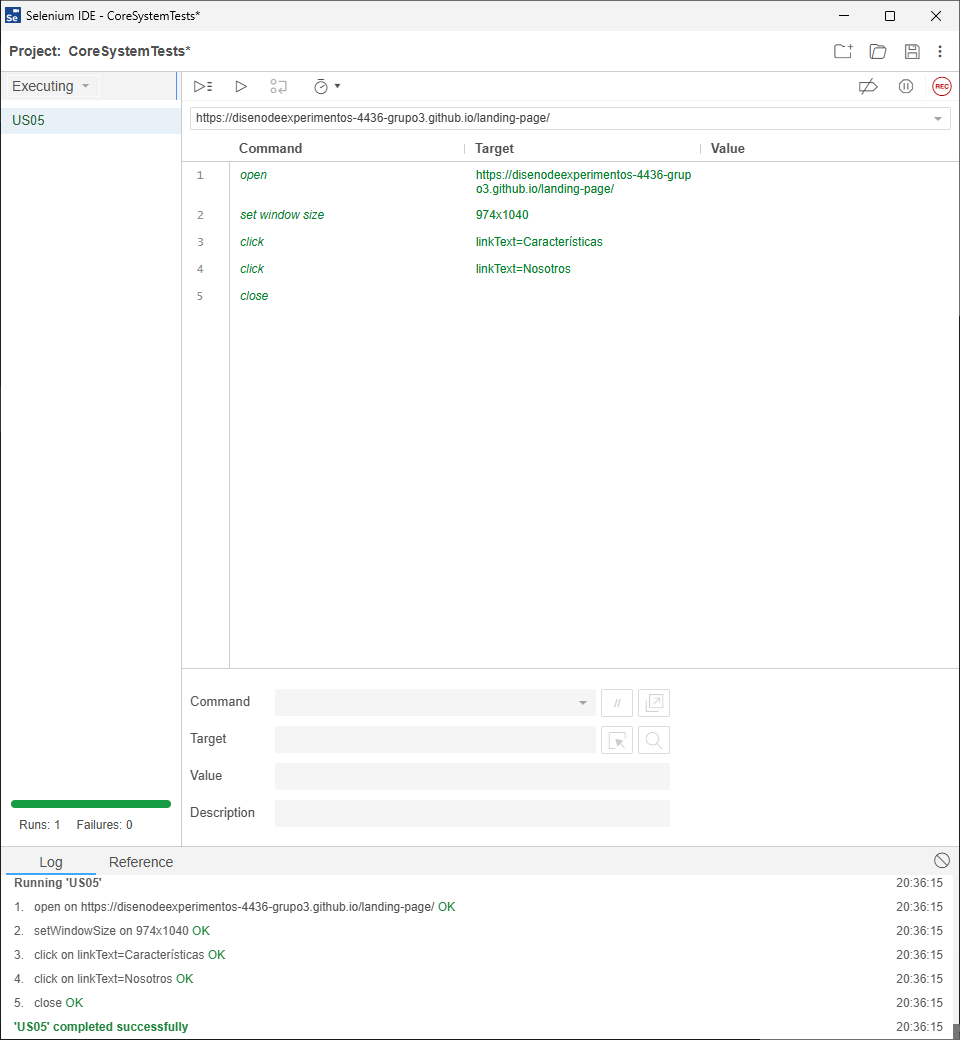 Selenium IDE - CoreSystemTests*
Project: CoreSystemTests*
Executing
REC
US05
https://disenodeexperimentos-4436-grupo3.github.io/landing-page/
Command Target Value
1 open https://disenodeexperimentos-4436-grup
o3.github.io/landing-page/
2 set window size 974x1040
3 click linkText=Características
4 click linkText=Nosotros
5 close
Command //
Target
Value
Description
Runs: 1 Failures: 0
Log Reference
Running 'US05' 20:36:15
1. open on https://disenodeexperimentos-4436-grupo3.github.io/landing-page/ OK 20:36:15
2. setWindowSize on 974x1040 OK 20:36:15
3. click on linkText=Características OK 20:36:15
4. click on linkText=Nosotros OK 20:36:15
5. close OK 20:36:15
'US05' completed successfully 20:36:15